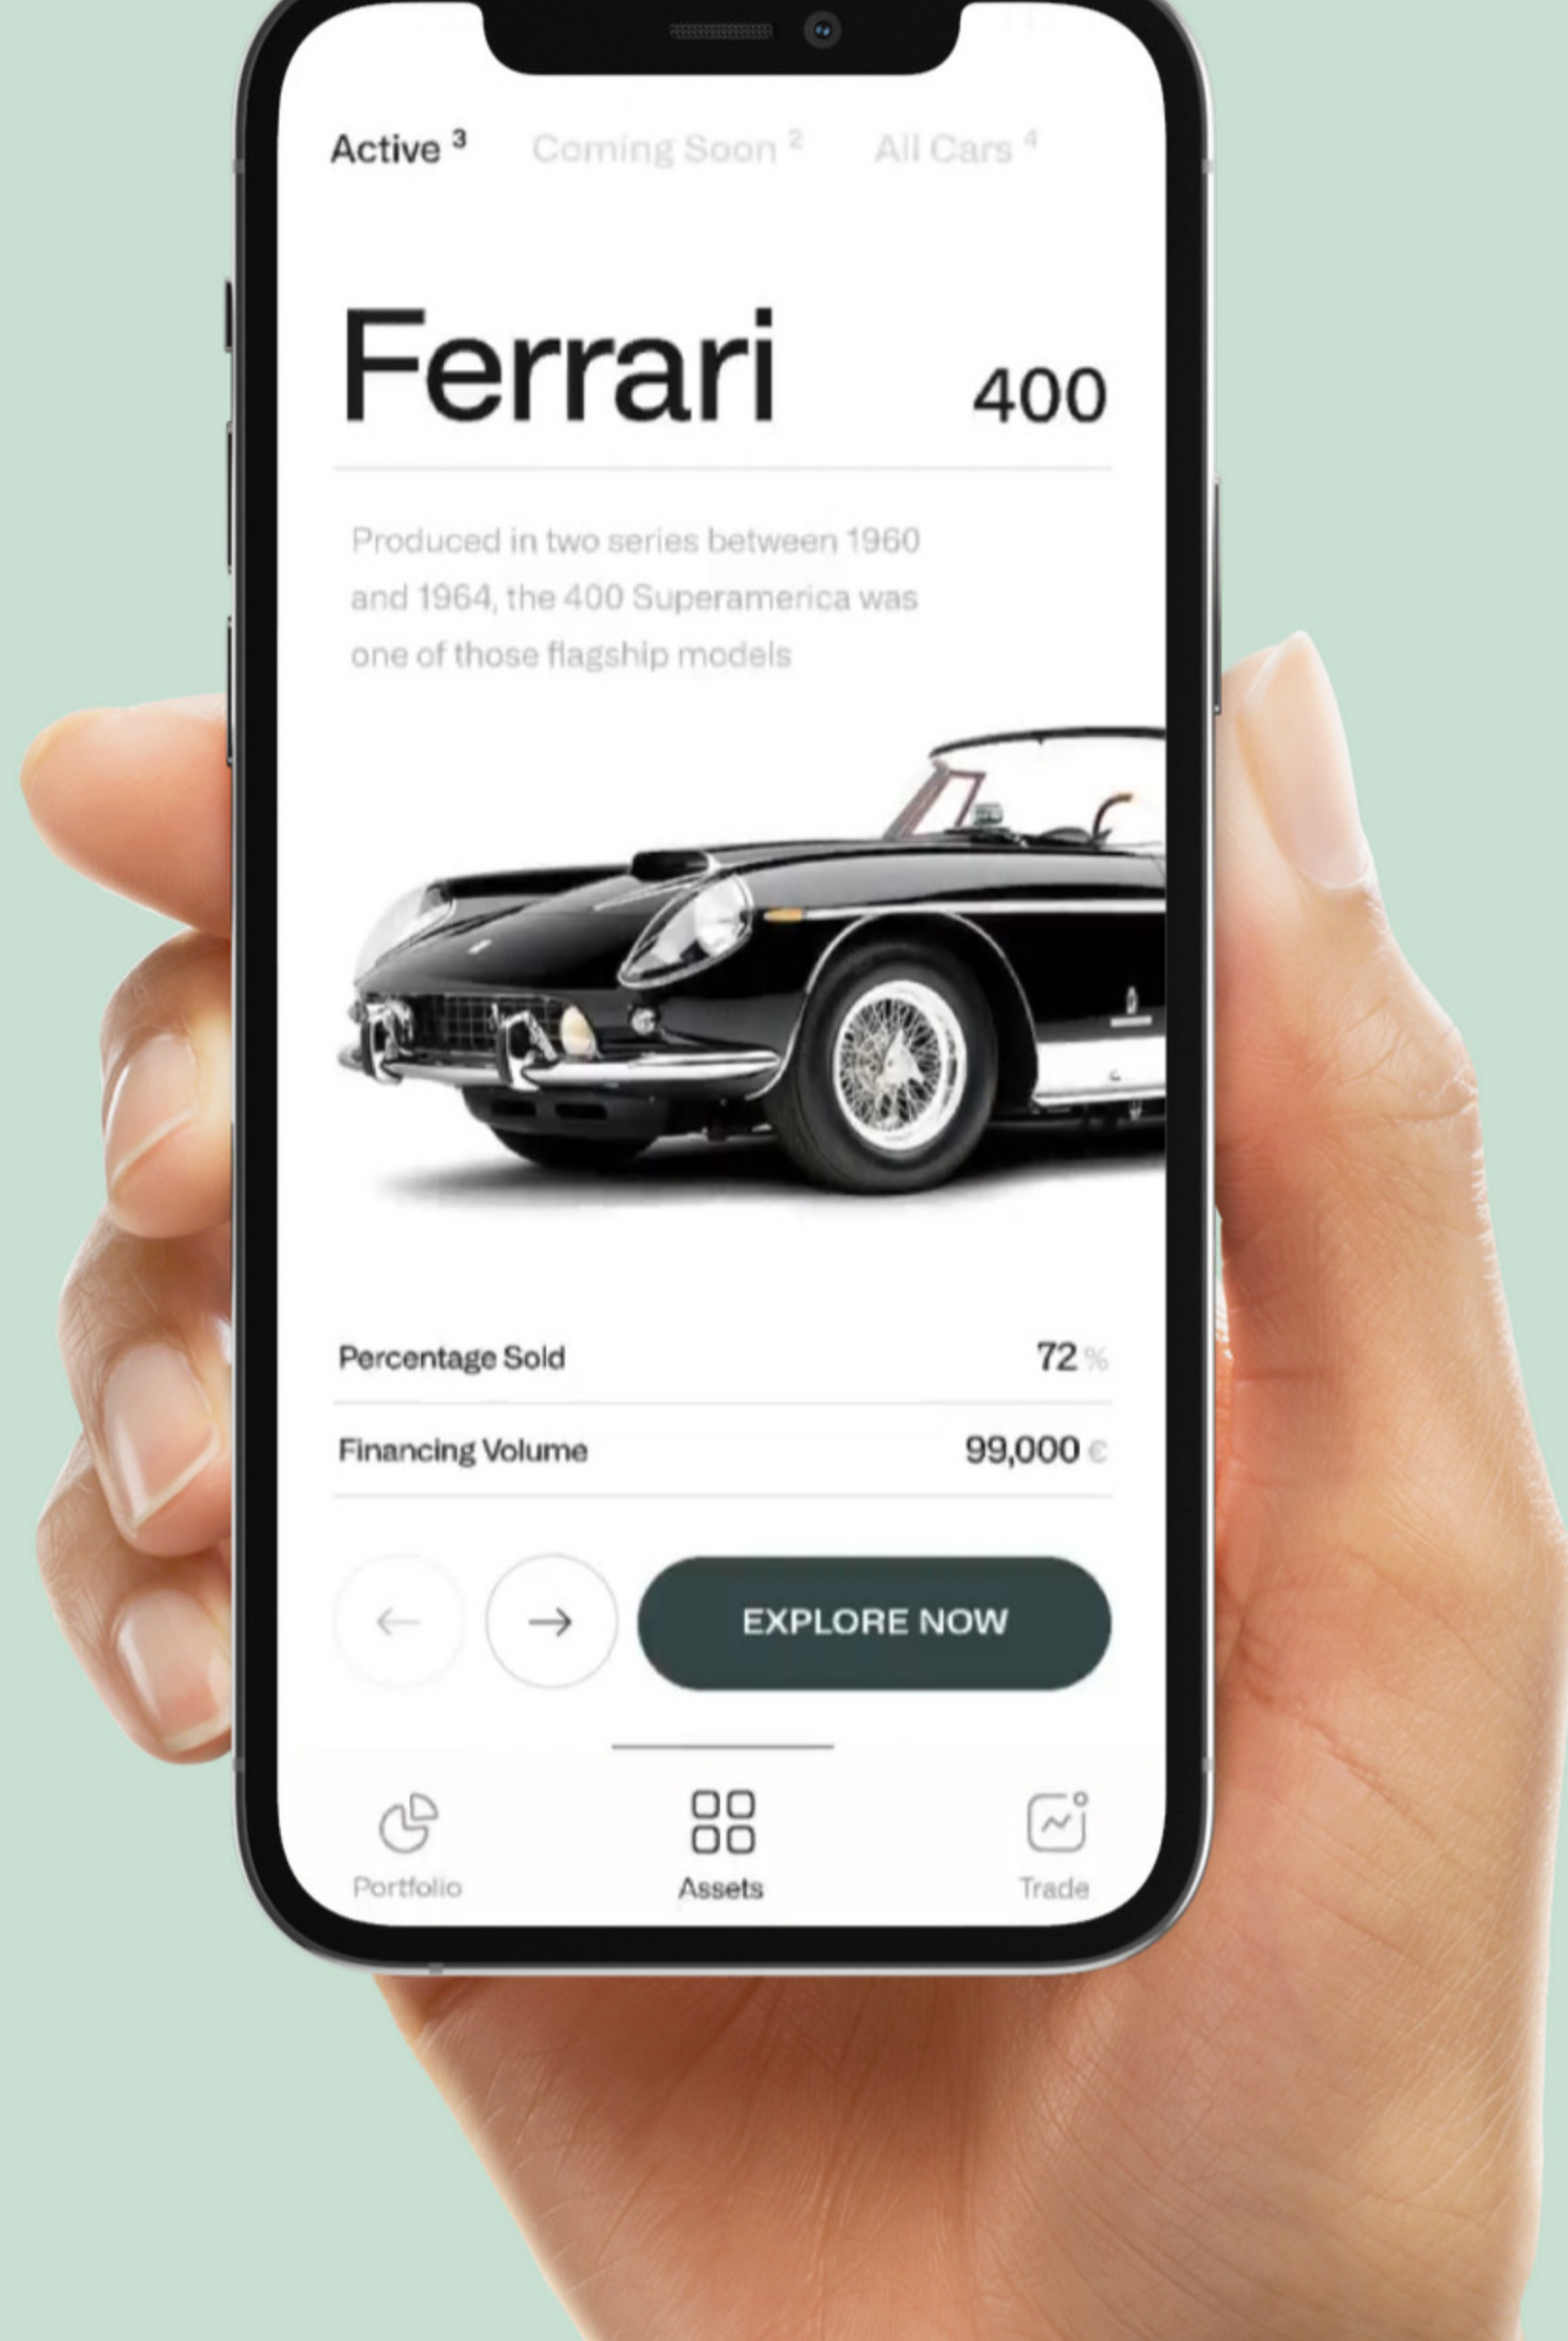 Active 3 Coming Soon 2 All Cars 4
Ferrari 400
Produced in two series between 1960
and 1964, the 400 Superamerica was
one of those flagship models
Percentage Sold 72 %
Financing Volume 99,000 €
← → EXPLORE NOW
Portfolio Assets Trade